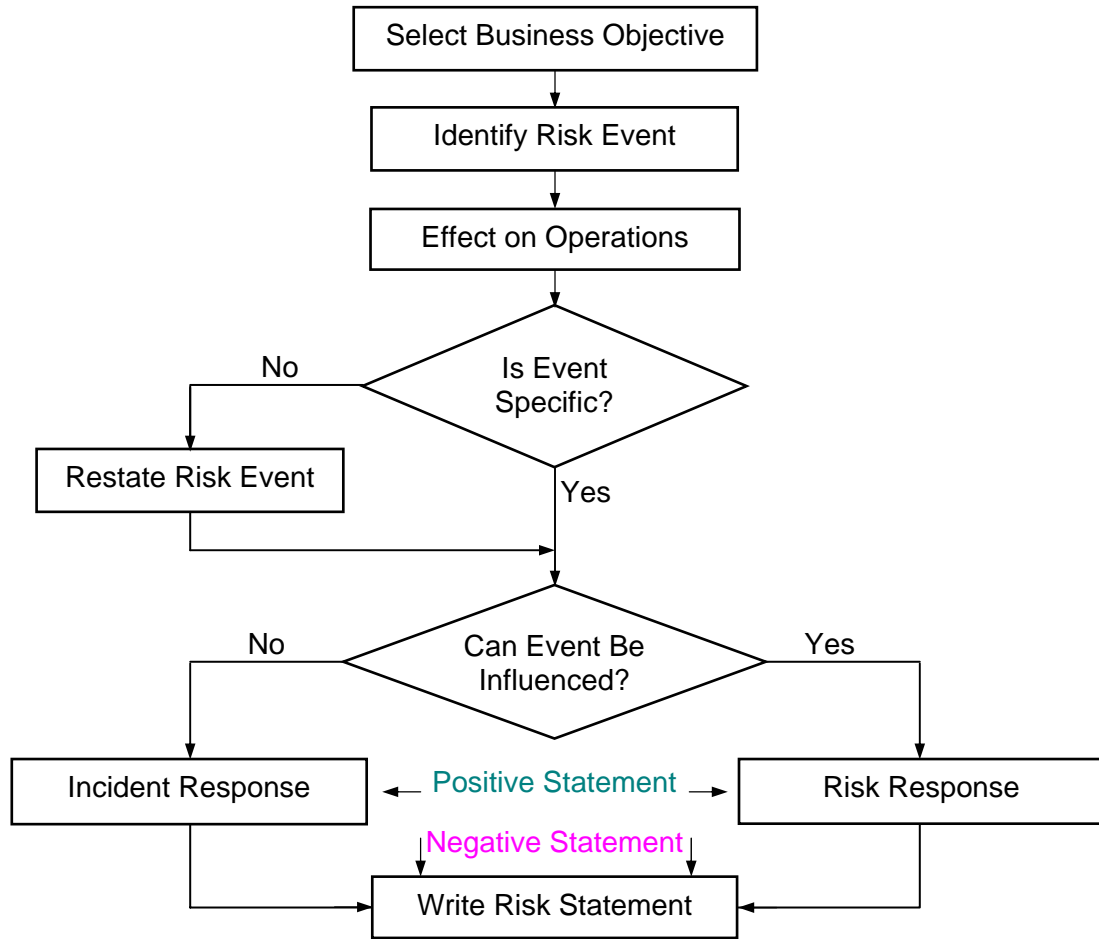 Select Business Objective
Identify Risk Event
Effect on Operations
Is Event
Specific?
No
Restate Risk Event
Yes
Can Event Be
Influenced?
No
Yes
Incident Response
Positive Statement
Risk Response
Negative Statement
Write Risk Statement